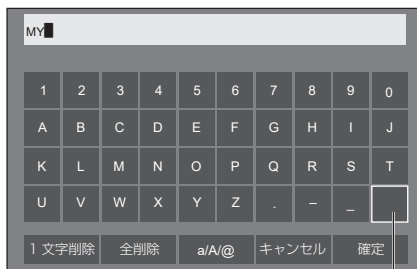 MY
1 2 3 4 5 6 7 8 9 0
A B C D E F G H I J
K L M N O P Q R S T
U V W X Y Z . – _
1 文字削除 全削除 a/A/@ キャンセル 確定